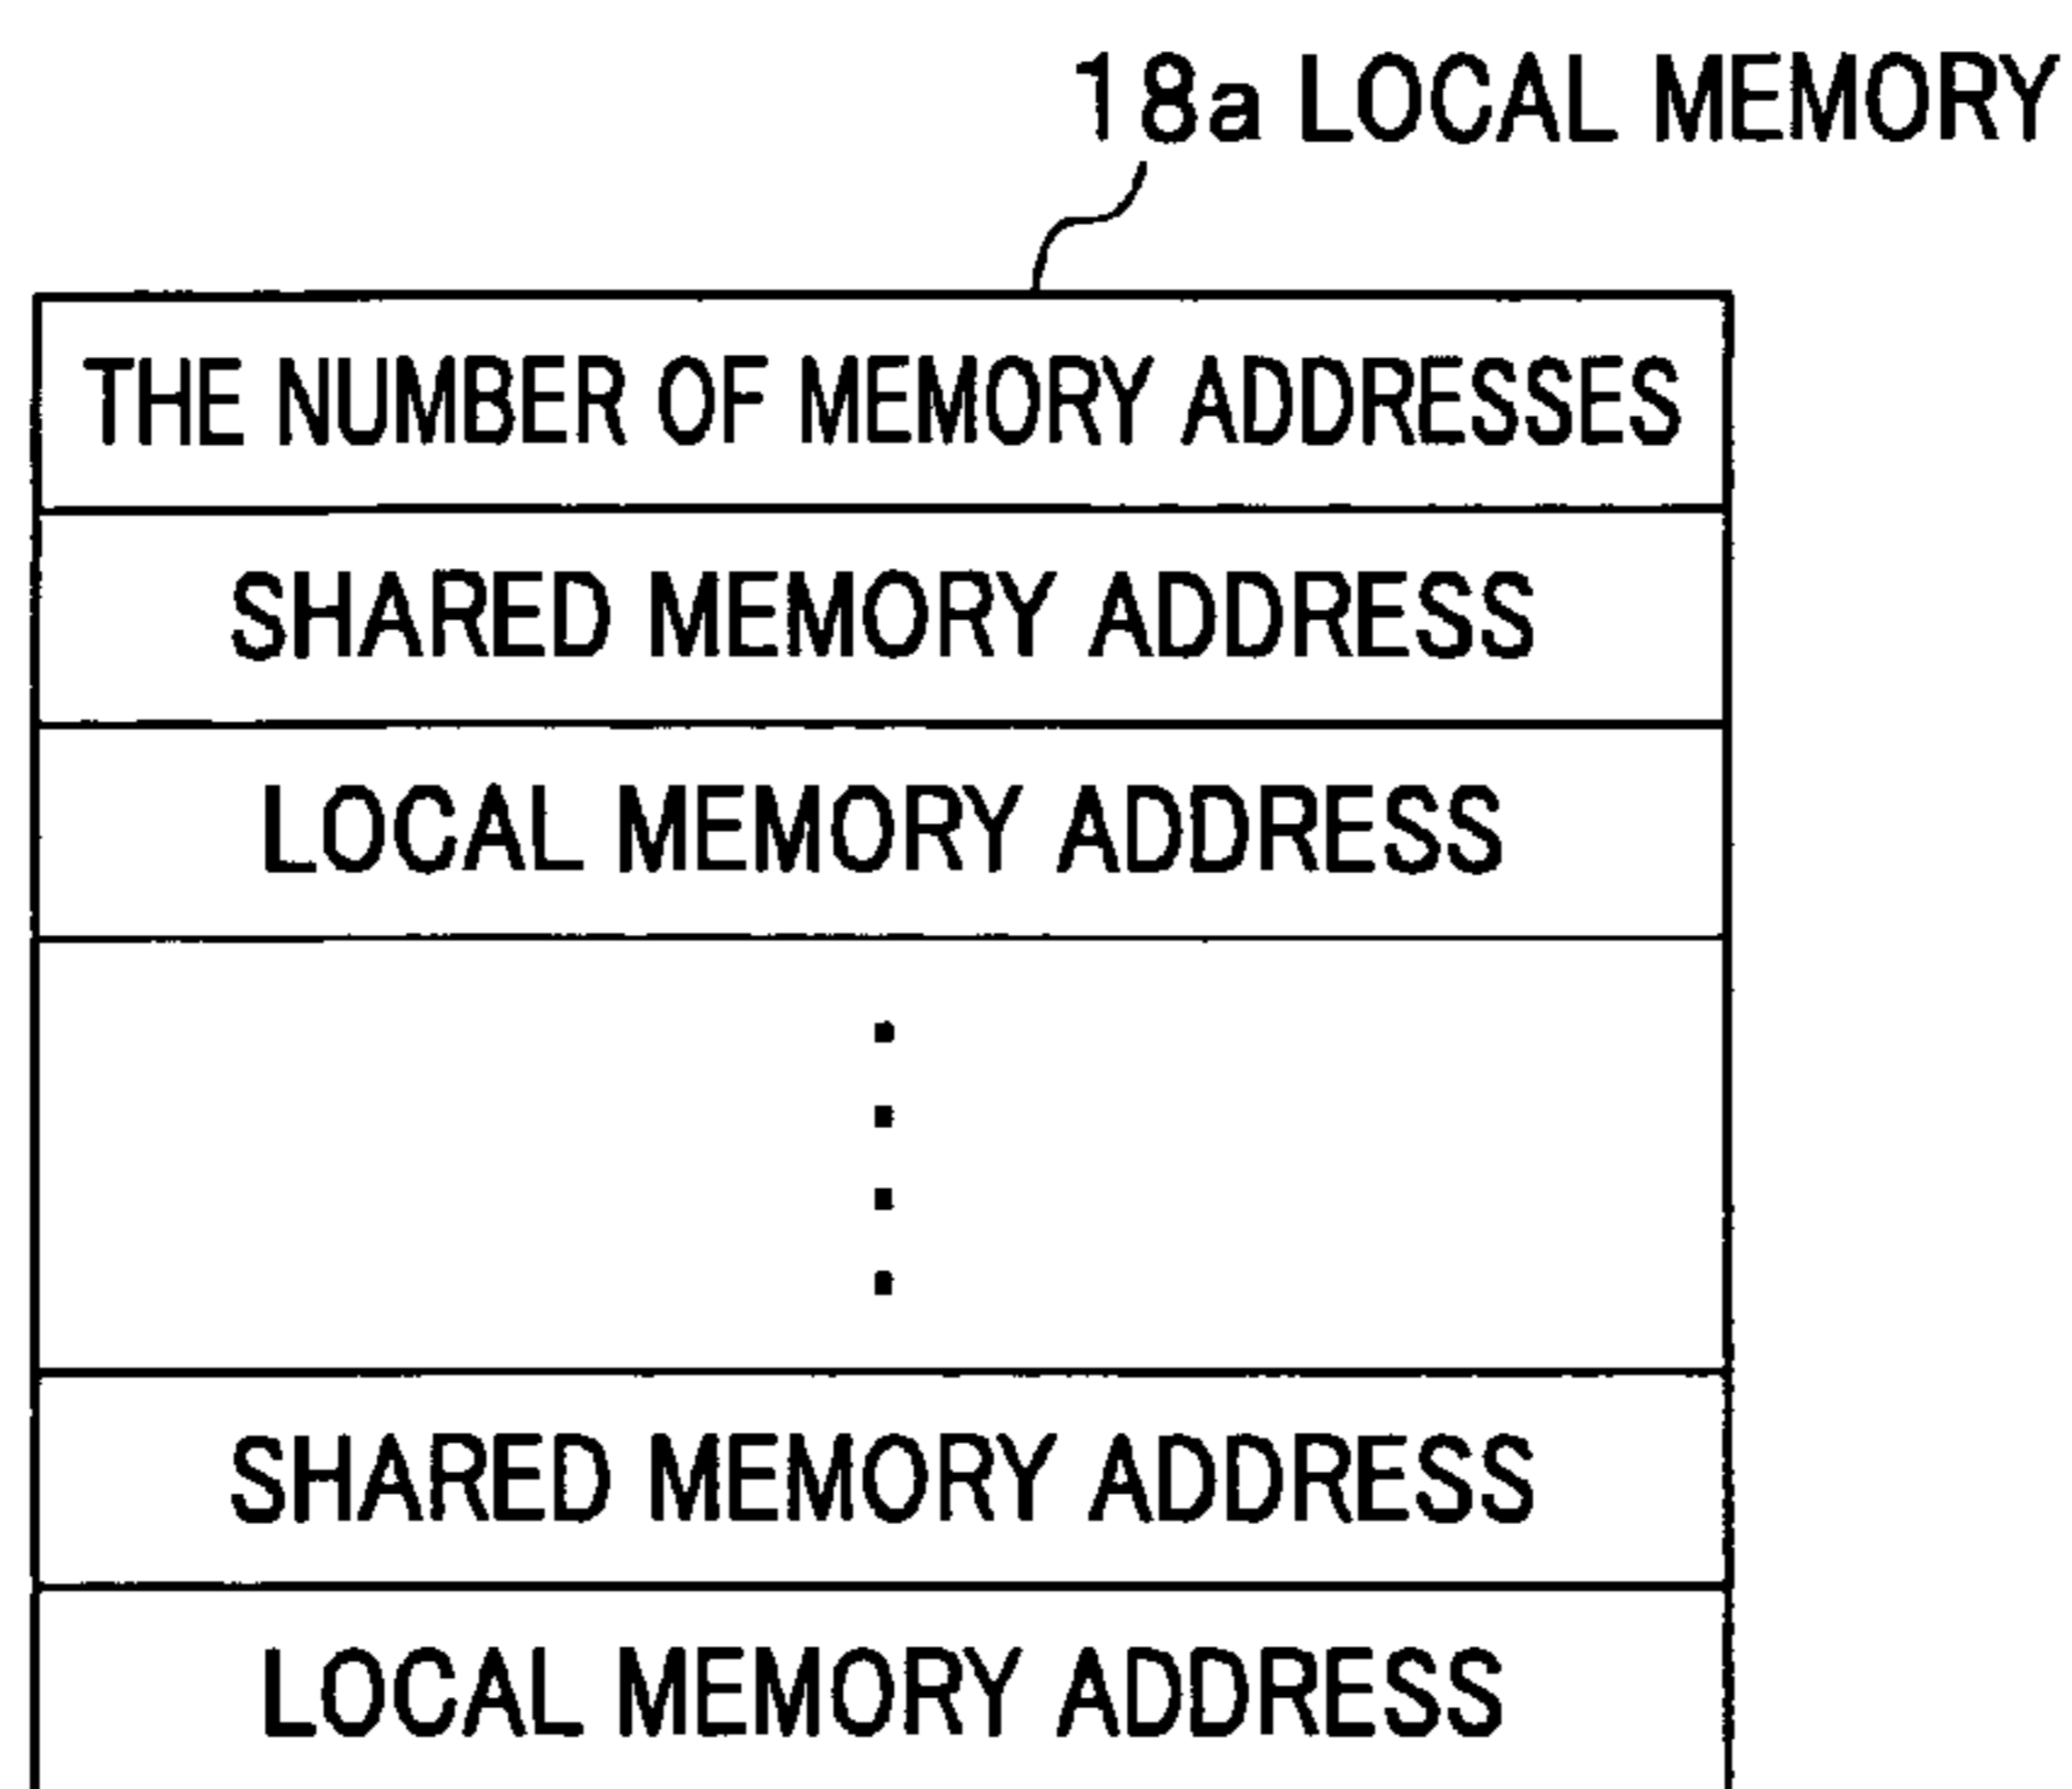 18a LOCAL MEMORY
THE NUMBER OF MEMORY ADDRESSES
SHARED MEMORY ADDRESS
LOCAL MEMORY ADDRESS
SHARED MEMORY ADDRESS
LOCAL MEMORY ADDRESS